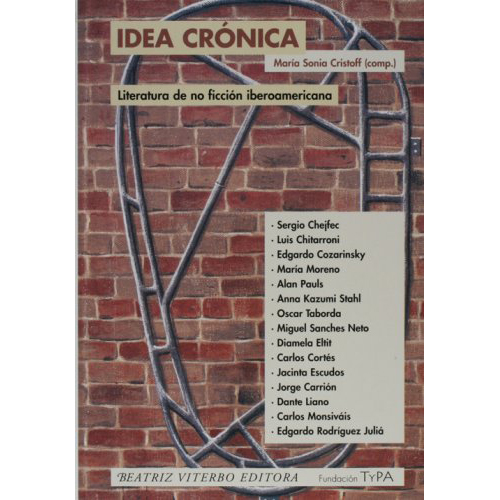 IDEA CRÓNICA
María Sonia Cristoff (comp.)
Literatura de no ficción iberoamericana
· Sergio Chejfec
· Luis Chitarroni
· Edgardo Cozarinsky
· María Moreno
· Alan Pauls
· Anna Kazumi Stahl
· Oscar Taborda
· Miguel Sanches Neto
· Diamela Eltit
· Carlos Cortés
· Jacinta Escudos
· Jorge Carrión
· Dante Liano
· Carlos Monsiváis
· Edgardo Rodríguez Juliá
BEATRIZ VITERBO EDITORA
Fundación TyPA